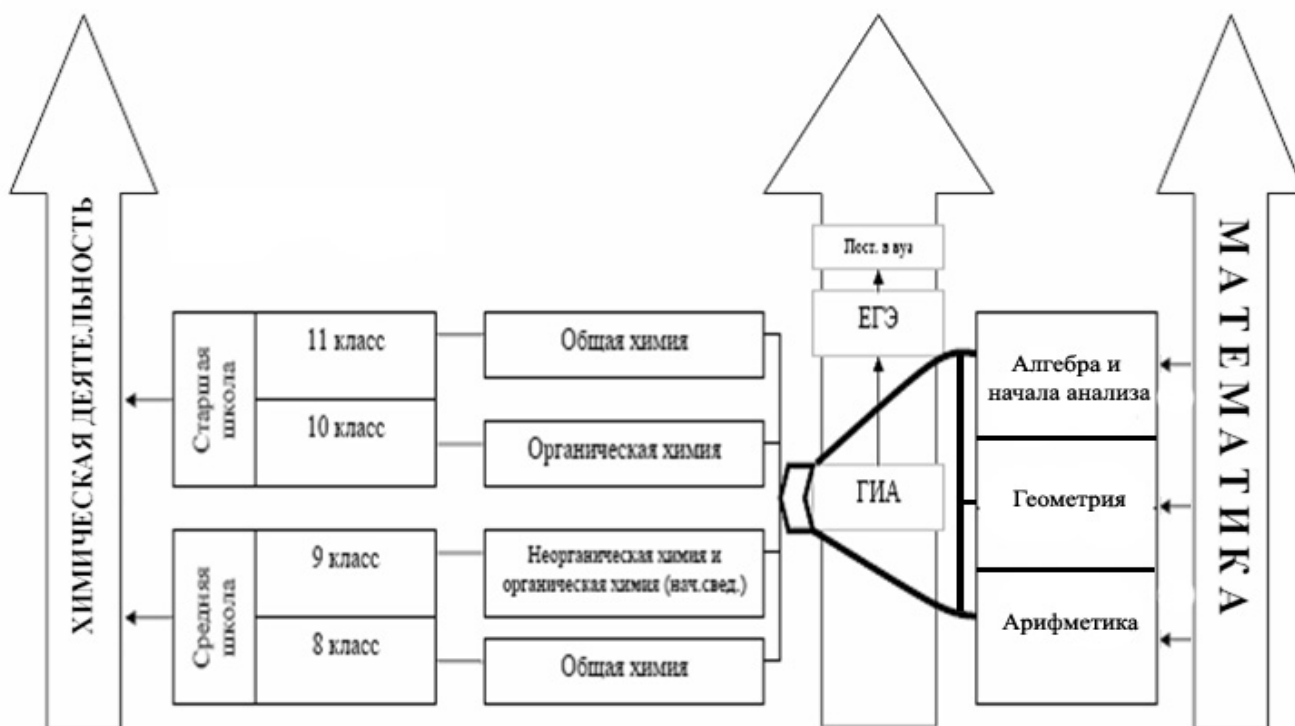 ХИМИЧЕСКАЯ ДЕЯТЕЛЬНОСТЬ
Старшая
школа
11 класс
10 класс
Средняя
школа
9 класс
8 класс
Общая химия
Органическая химия
Неорганическая химия и
органическая химия (нач.свед.)
Общая химия
Пост. в вуз
ЕГЭ
ГИА
Алгебра и
начала анализа
Геометрия
Арифметика
МАТЕМАТИКА